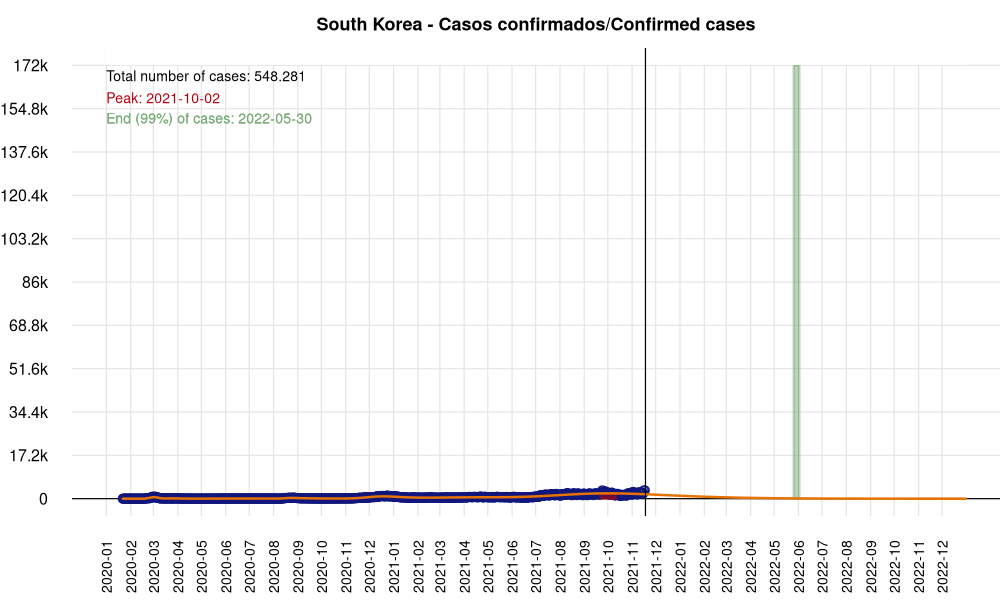 South Korea - Casos confirmados/Confirmed cases
172k
Total number of cases: 548.281
Peak: 2021-10-02
154.8k
End (99%) of cases: 2022-05-30
137.6k
120.4k
103.2k
86k
68.8k
51.6k
34.4k
17.2k
0
2020-01
2020-02
2020-03
2020-04
2020-05
2020-06
2020-07
2020-08
2020-09
2020-10
2020-11
2020-12
2021-01
2021-02
2021-03
2021-04
2021-05
2021-06
2021-07
2021-08
2021-09
2021-10
2021-11
2021-12
2022-01
2022-02
2022-03
2022-04
2022-05
2022-06
2022-07
2022-08
2022-09
2022-10
2022-11
2022-12